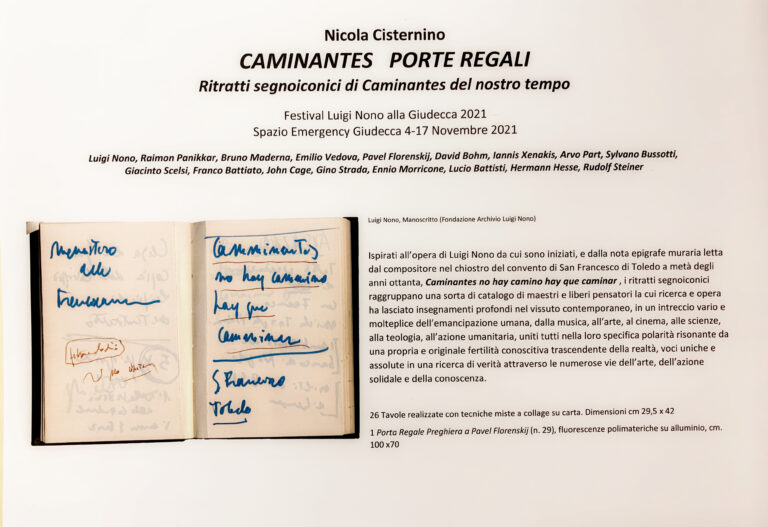 Nicola Cisternino
CAMINANTES PORTE REGALI
Ritratti segnoiconici di Caminantes del nostro tempo
Festival Luigi Nono alla Giudecca 2021
Spazio Emergency Giudecca 4-17 Novembre 2021
Luigi Nono, Raimon Panikkar, Bruno Maderna, Emilio Vedova, Pavel Florenskij, David Bohm, Iannis Xenakis, Arvo Part, Sylvano Bussotti,
Giacinto Scelsi, Franco Battiato, John Cage, Gino Strada, Ennio Morricone, Lucio Battisti, Hermann Hesse, Rudolf Steiner
Caminantes
no hay camino
hay que
caminar
S Francesco
Toledo
Luigi Nono, Manoscritto (Fondazione Archivio Luigi Nono)
Ispirati all'opera di Luigi Nono da cui sono iniziati, e dalla nota epigrafe muraria letta
dal compositore nel chiostro del convento di San Francesco di Toledo a metà degli
anni ottanta, Caminantes no hay camino hay que caminar , i ritratti segnoiconici
raggruppano una sorta di catalogo di maestri e liberi pensatori la cui ricerca e opera
ha lasciato insegnamenti profondi nel vissuto contemporaneo, in un intreccio vario e
molteplice dell'emancipazione umana, dalla musica, all'arte, al cinema, alle scienze,
alla teologia, all'azione umanitaria, uniti tutti nella loro specifica polarità risonante da
una propria e originale fertilità conoscitiva trascendente della realtà, voci uniche e
assolute in una ricerca di verità attraverso le numerose vie dell'arte, dell'azione
solidale e della conoscenza.
26 Tavole realizzate con tecniche miste a collage su carta. Dimensioni cm 29,5 x 42
1 Porta Regale Preghiera a Pavel Florenskij (n. 29), fluorescenze polimateriche su alluminio, cm.
100 x70